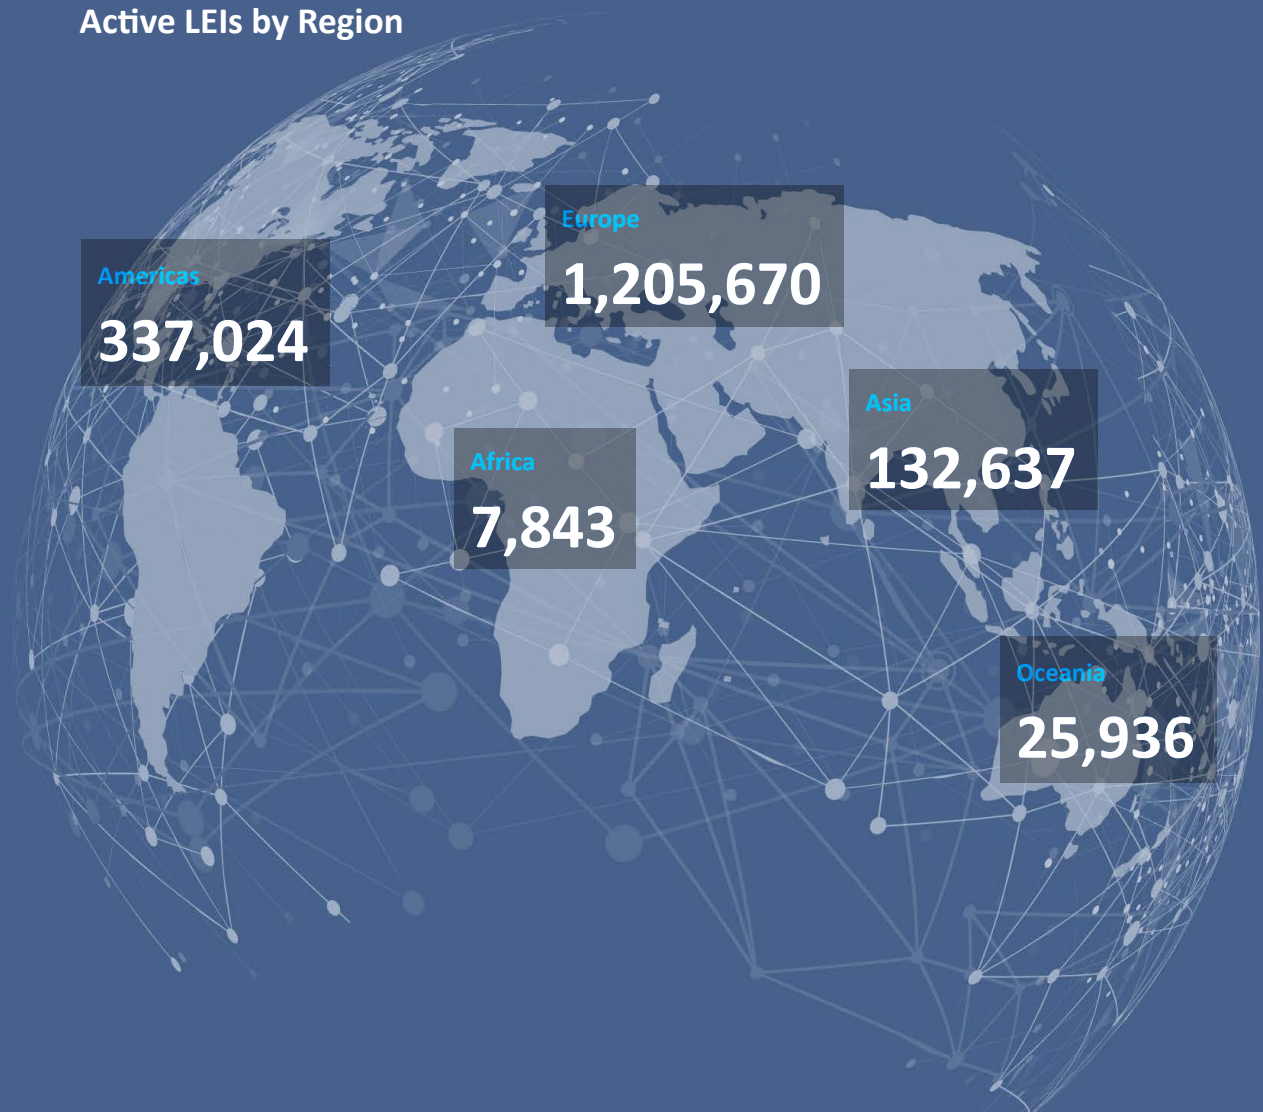 Active LEIs by Region
Europe
1,205,670
Americas
337,024
Asia
132,637
Africa
7,843
Oceania
25,936